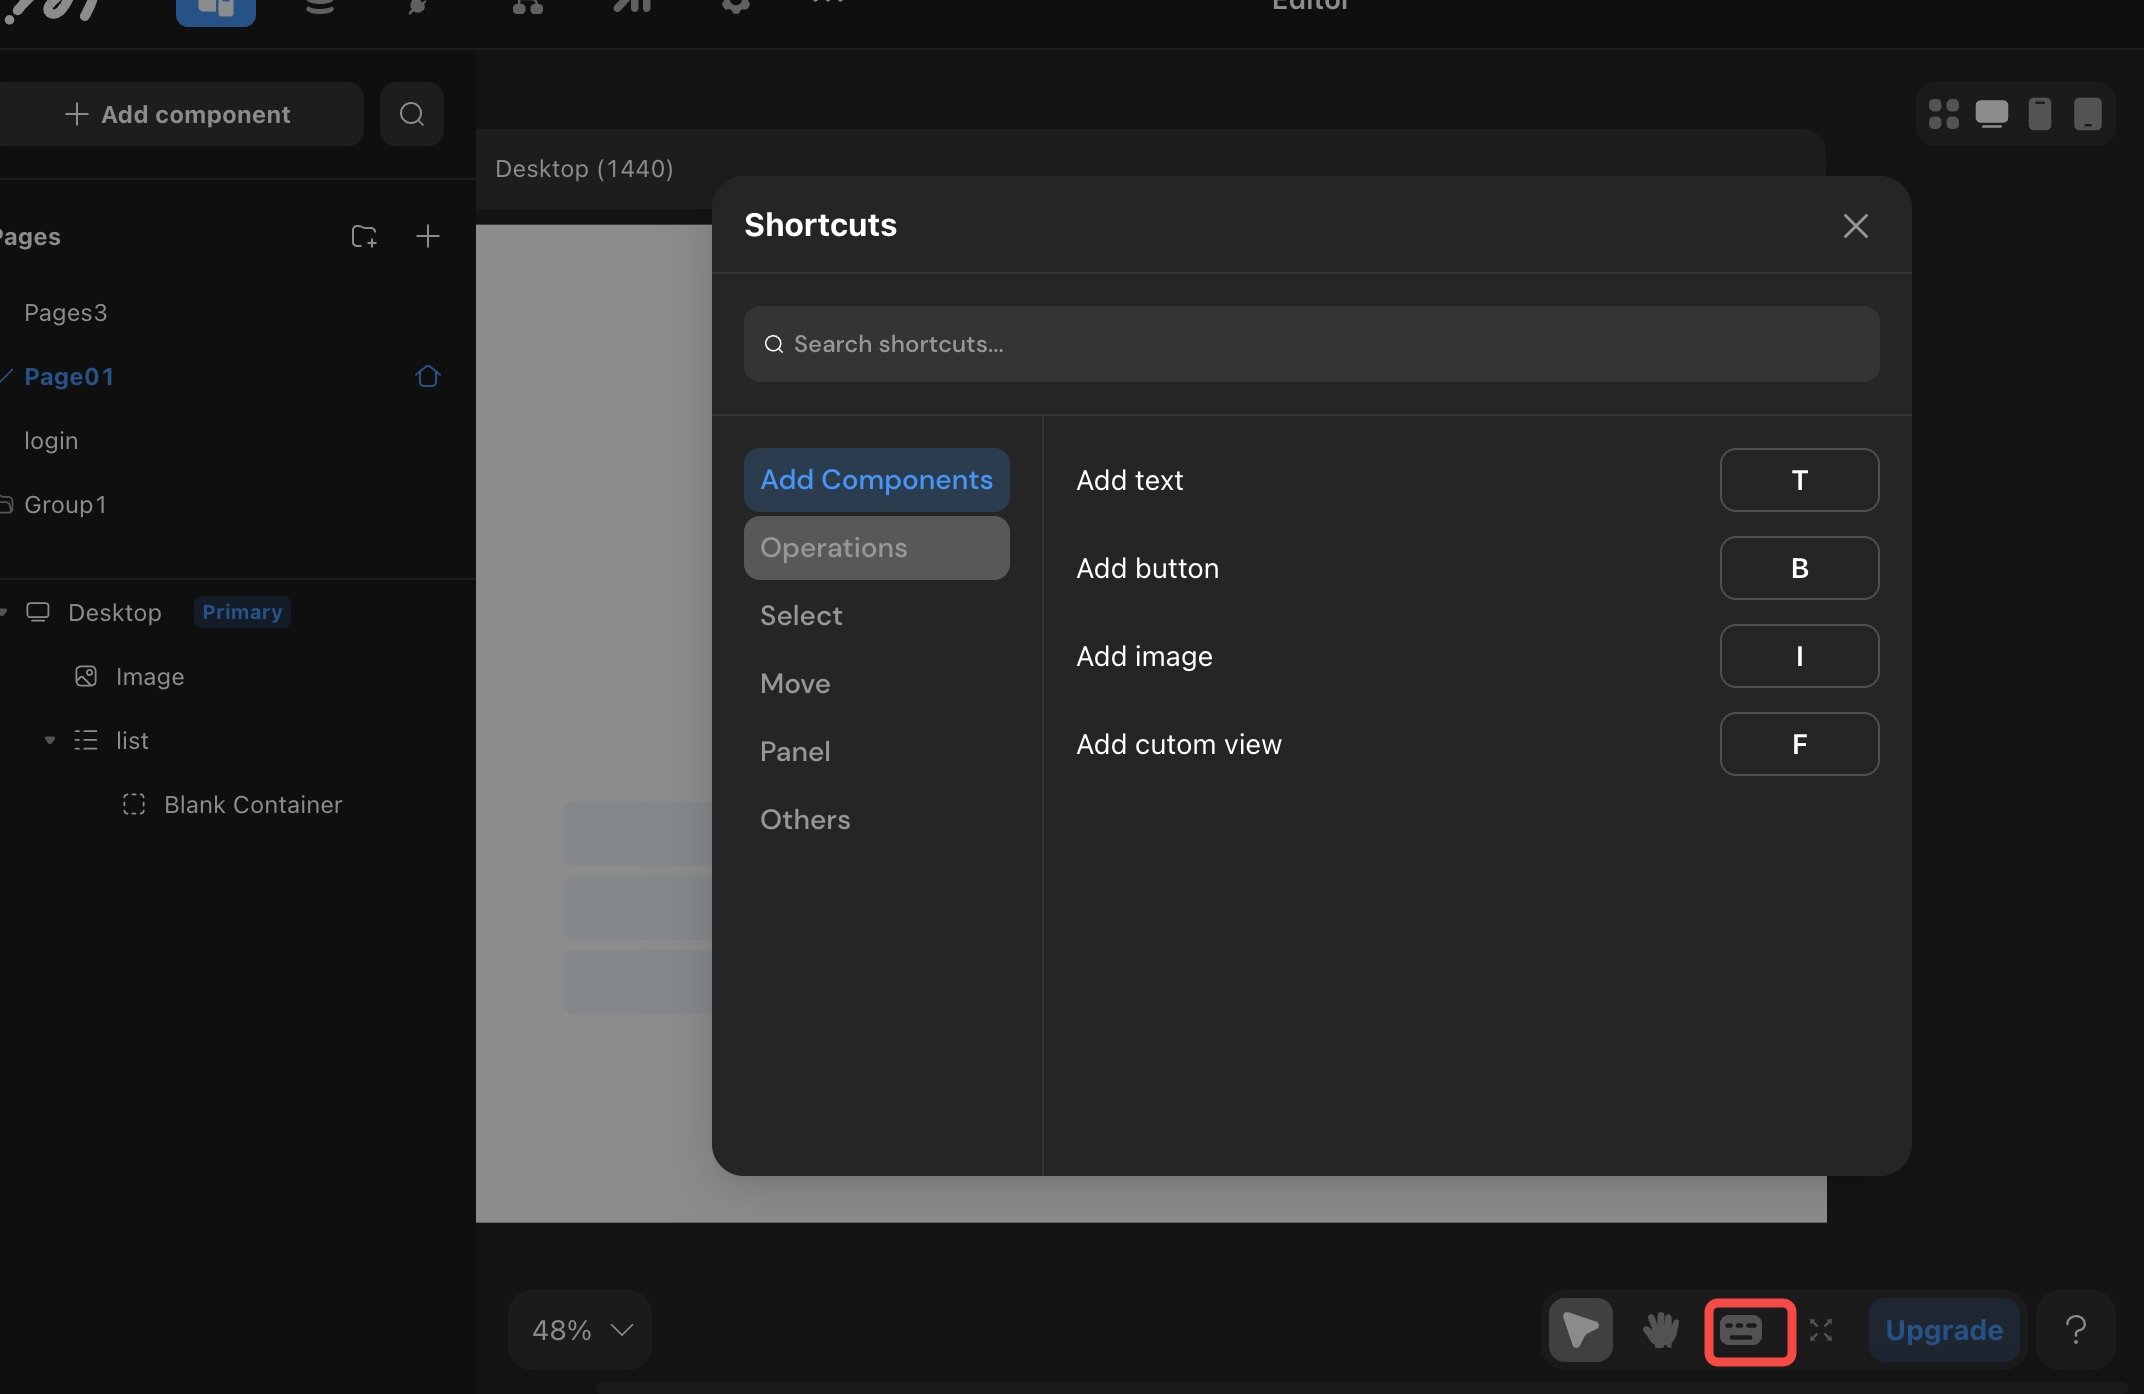 Editor
Add component
Desktop (1440)
Pages
Pages3
Page01
login
Group1
Desktop Primary
Image
list
Blank Container
Shortcuts
Search shortcuts...
Add Components
Operations
Select
Move
Panel
Others
Add text T
Add button B
Add image I
Add cutom view F
48%
Upgrade
?